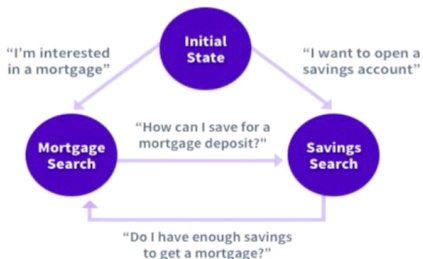 Initial
State
“I’m interested
in a mortgage”
“I want to open a
savings account”
“How can I save for a
mortgage deposit?”
Mortgage
Search
Savings
Search
“Do I have enough savings
to get a mortgage?”